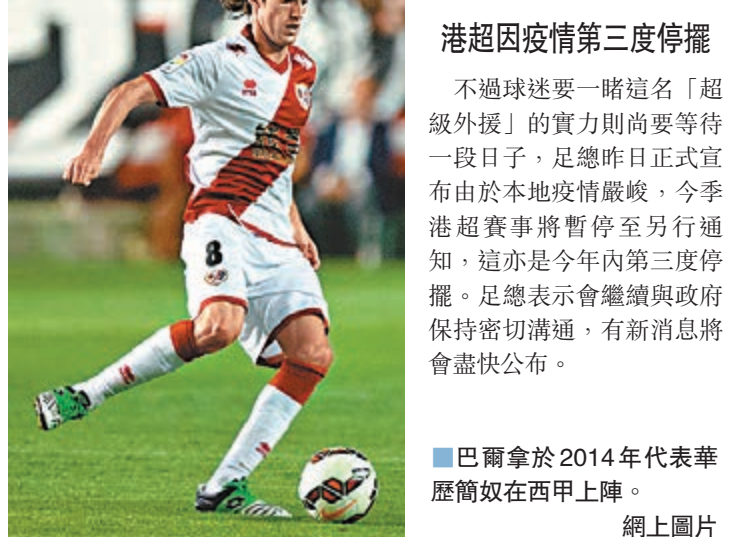 港超因疫情第三度停擺
不過球迷要一睹這名「超
級外援」的實力則尚要等待
一段日子，足總昨日正式宣
布由於本地疫情嚴峻，今季
港超賽事將暫停至另行通
知，這亦是今年內第三度停
擺。足總表示會繼續與政府
保持密切溝通，有新消息將
會盡快公布。
8
■巴爾拿於2014年代表華
歷簡奴在西甲上陣。
網上圖片